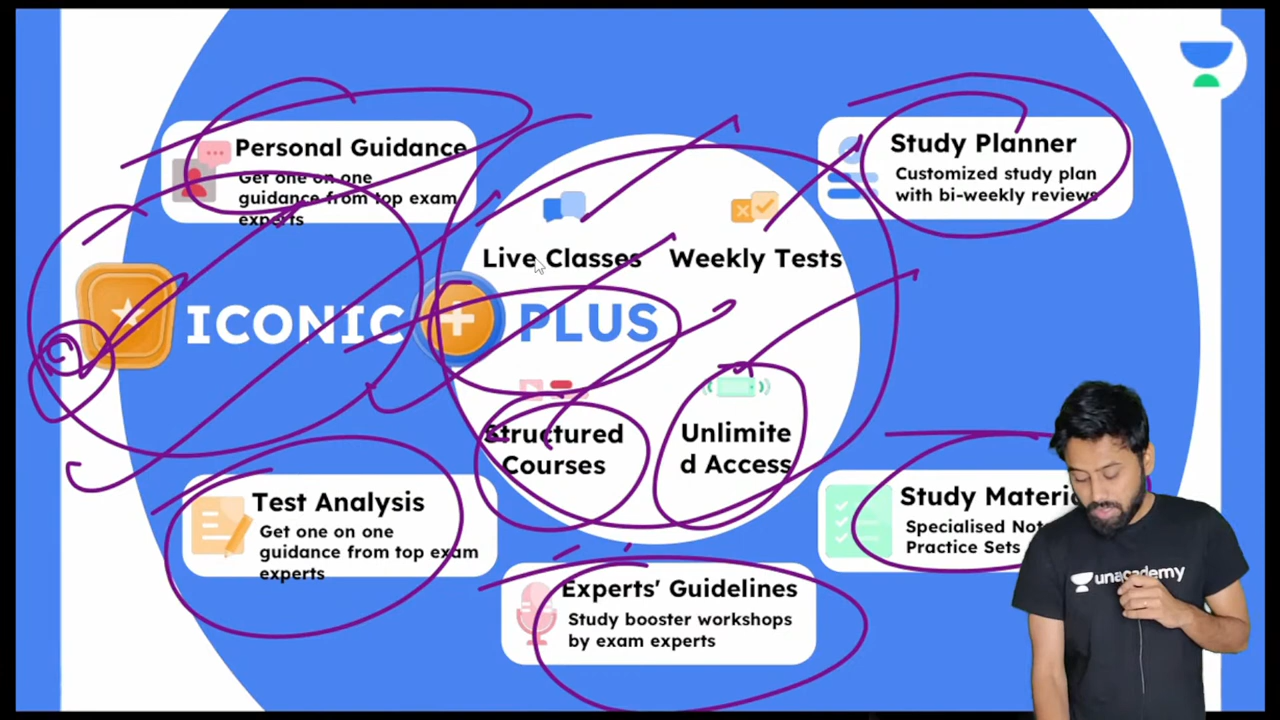 Personal Guidance
Get one on one
guidance from top exam
experts
Study Planner
Customized study plan
with bi-weekly reviews
Live Classes
Weekly Tests
ICONIC
PLUS
Structured
Courses
Unlimite
d Access
Test Analysis
Get one on one
guidance from top exam
experts
Study
Specialised
Practice Sets
Experts' Guidelines
Study booster workshops
by exam experts
unacademy